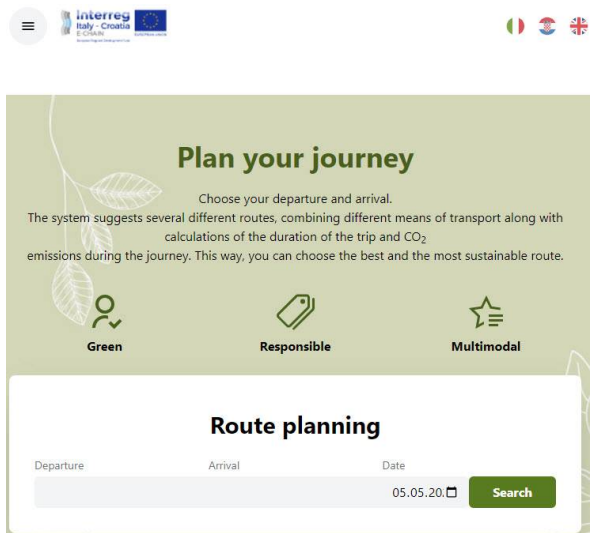 Interreg
Italy - Croatia
E-CHAIN
Plan your journey
Choose your departure and arrival.
The system suggests several different routes, combining different means of transport along with
calculations of the duration of the trip and CO2
emissions during the journey. This way, you can choose the best and the most sustainable route.
Green Responsible Multimodal
Route planning
Departure Arrival Date
05.05.20 Search